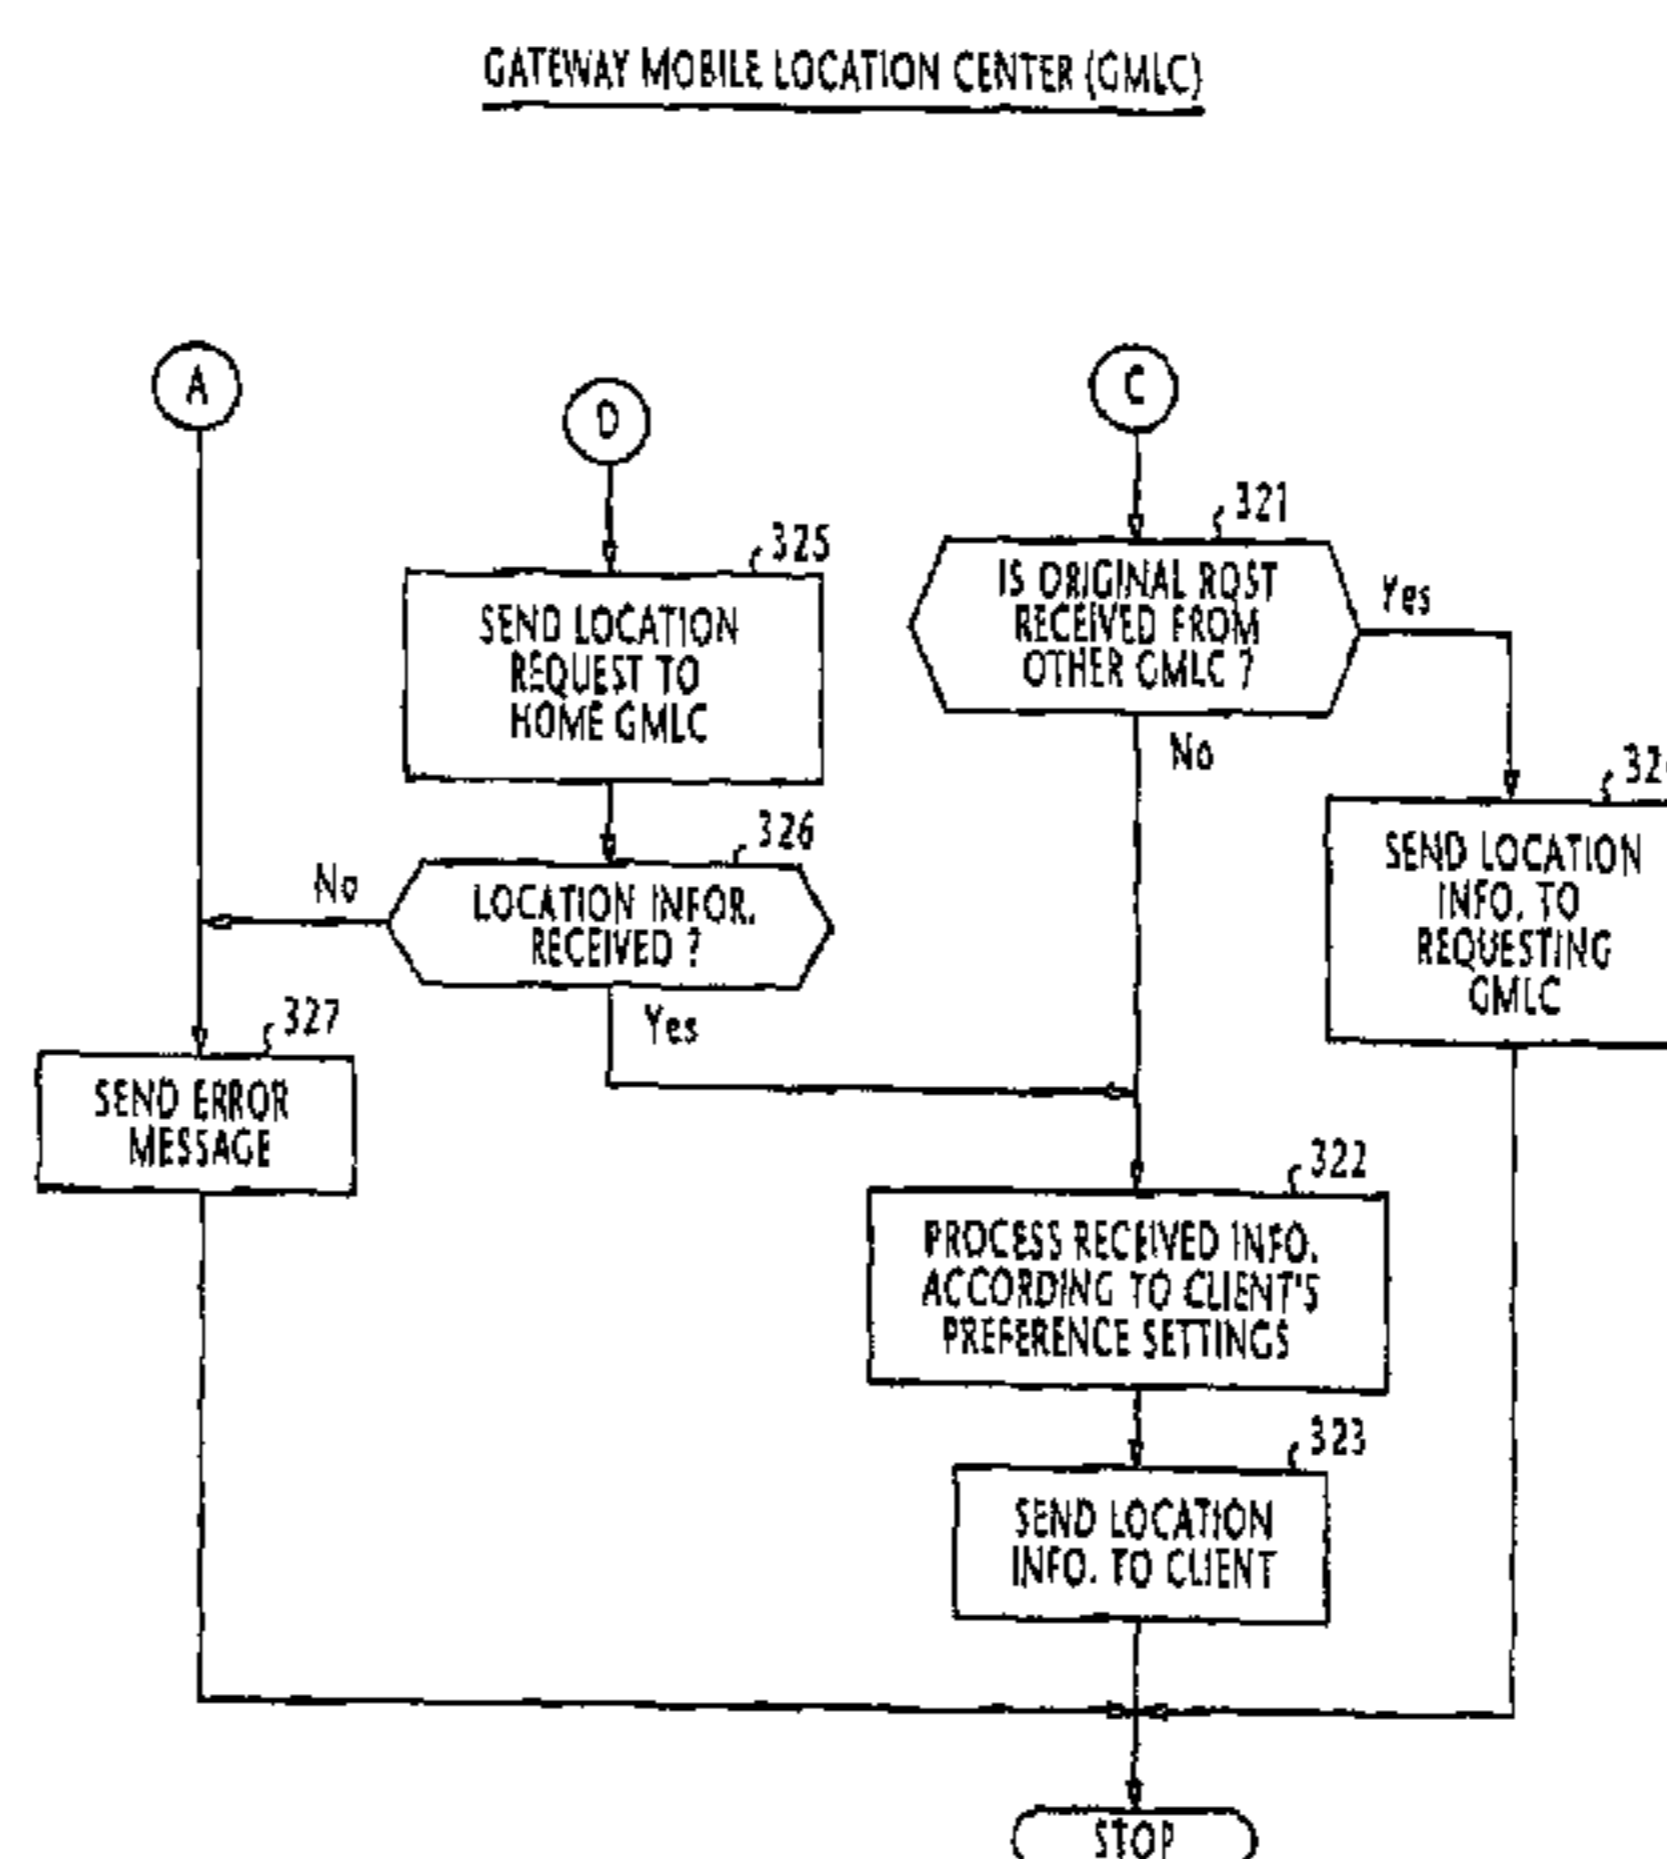 GATEWAY MOBILE LOCATION CENTER (GMLC)
A
D
C
325
SEND LOCATION
REQUEST TO
HOME GMLC
321
IS ORIGINAL RQST
RECEIVED FROM
OTHER GMLC ?
Yes
No
326
LOCATION INFOR.
RECEIVED ?
No
Yes
SEND LOCATION
INFO. TO
REQUESTING
GMLC
327
SEND ERROR
MESSAGE
322
PROCESS RECEIVED INFO.
ACCORDING TO CLIENT'S
PREFERENCE SETTINGS
323
SEND LOCATION
INFO. TO CLIENT
STOP